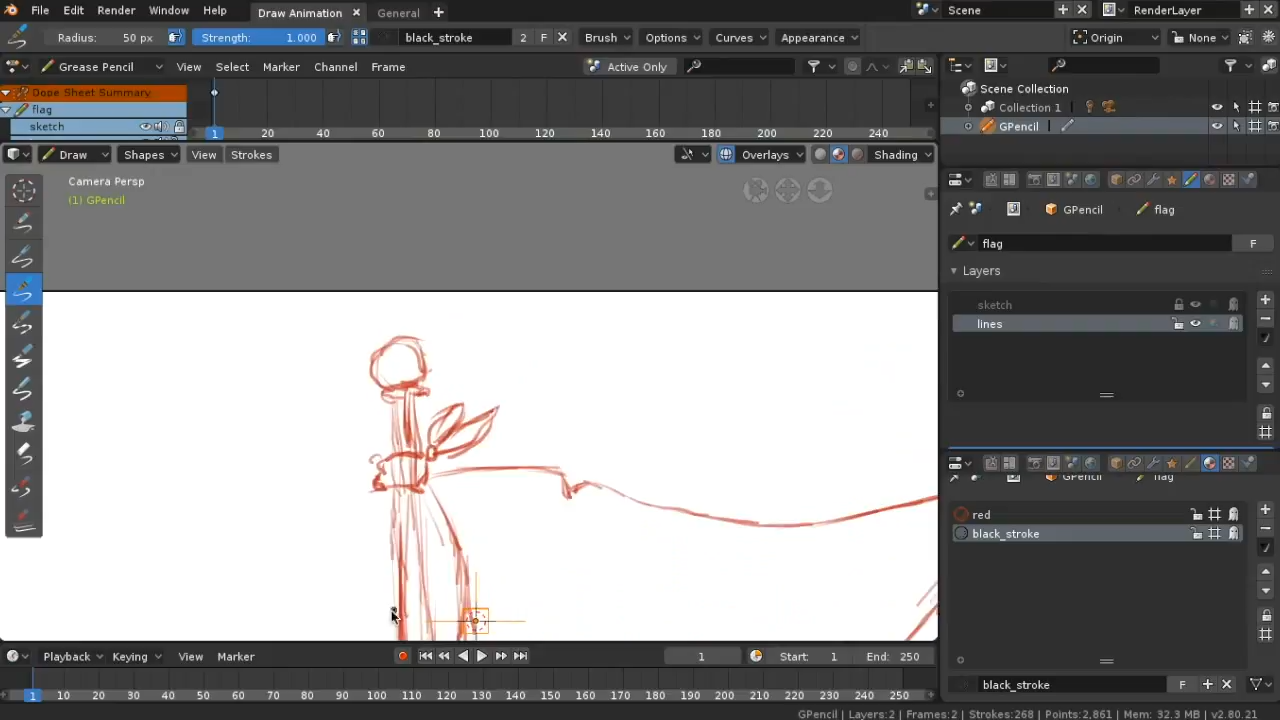 File Edit Render Window Help Draw Animation General Scene RenderLayer
Radius: 50 px Strength: 1.000 black_stroke 2 F Brush Options Curves Appearance Origin None
Grease Pencil View Select Marker Channel Frame Active Only
Dope Sheet Summary
Scene Collection
flag
Collection 1
sketch
1 20 40 60 80 100 120 140 160 180 200 220 240
GPencil
Draw Shapes View Strokes Overlays Shading
Camera Persp
(1) GPencil
GPencil flag
flag F
Layers
sketch
lines
GPencil flag
red
black_stroke
Playback Keying View Marker 1 Start: 1 End: 250
black_stroke F
1 10 20 30 40 50 60 70 80 90 100 110 120 130 140 150 160 170 180 190 200 210 220 230 240 250
GPencil | Layers:2 | Frames:2 | Strokes:268 | Points:2,861 | Mem: 32.3 MB | v2.80.21